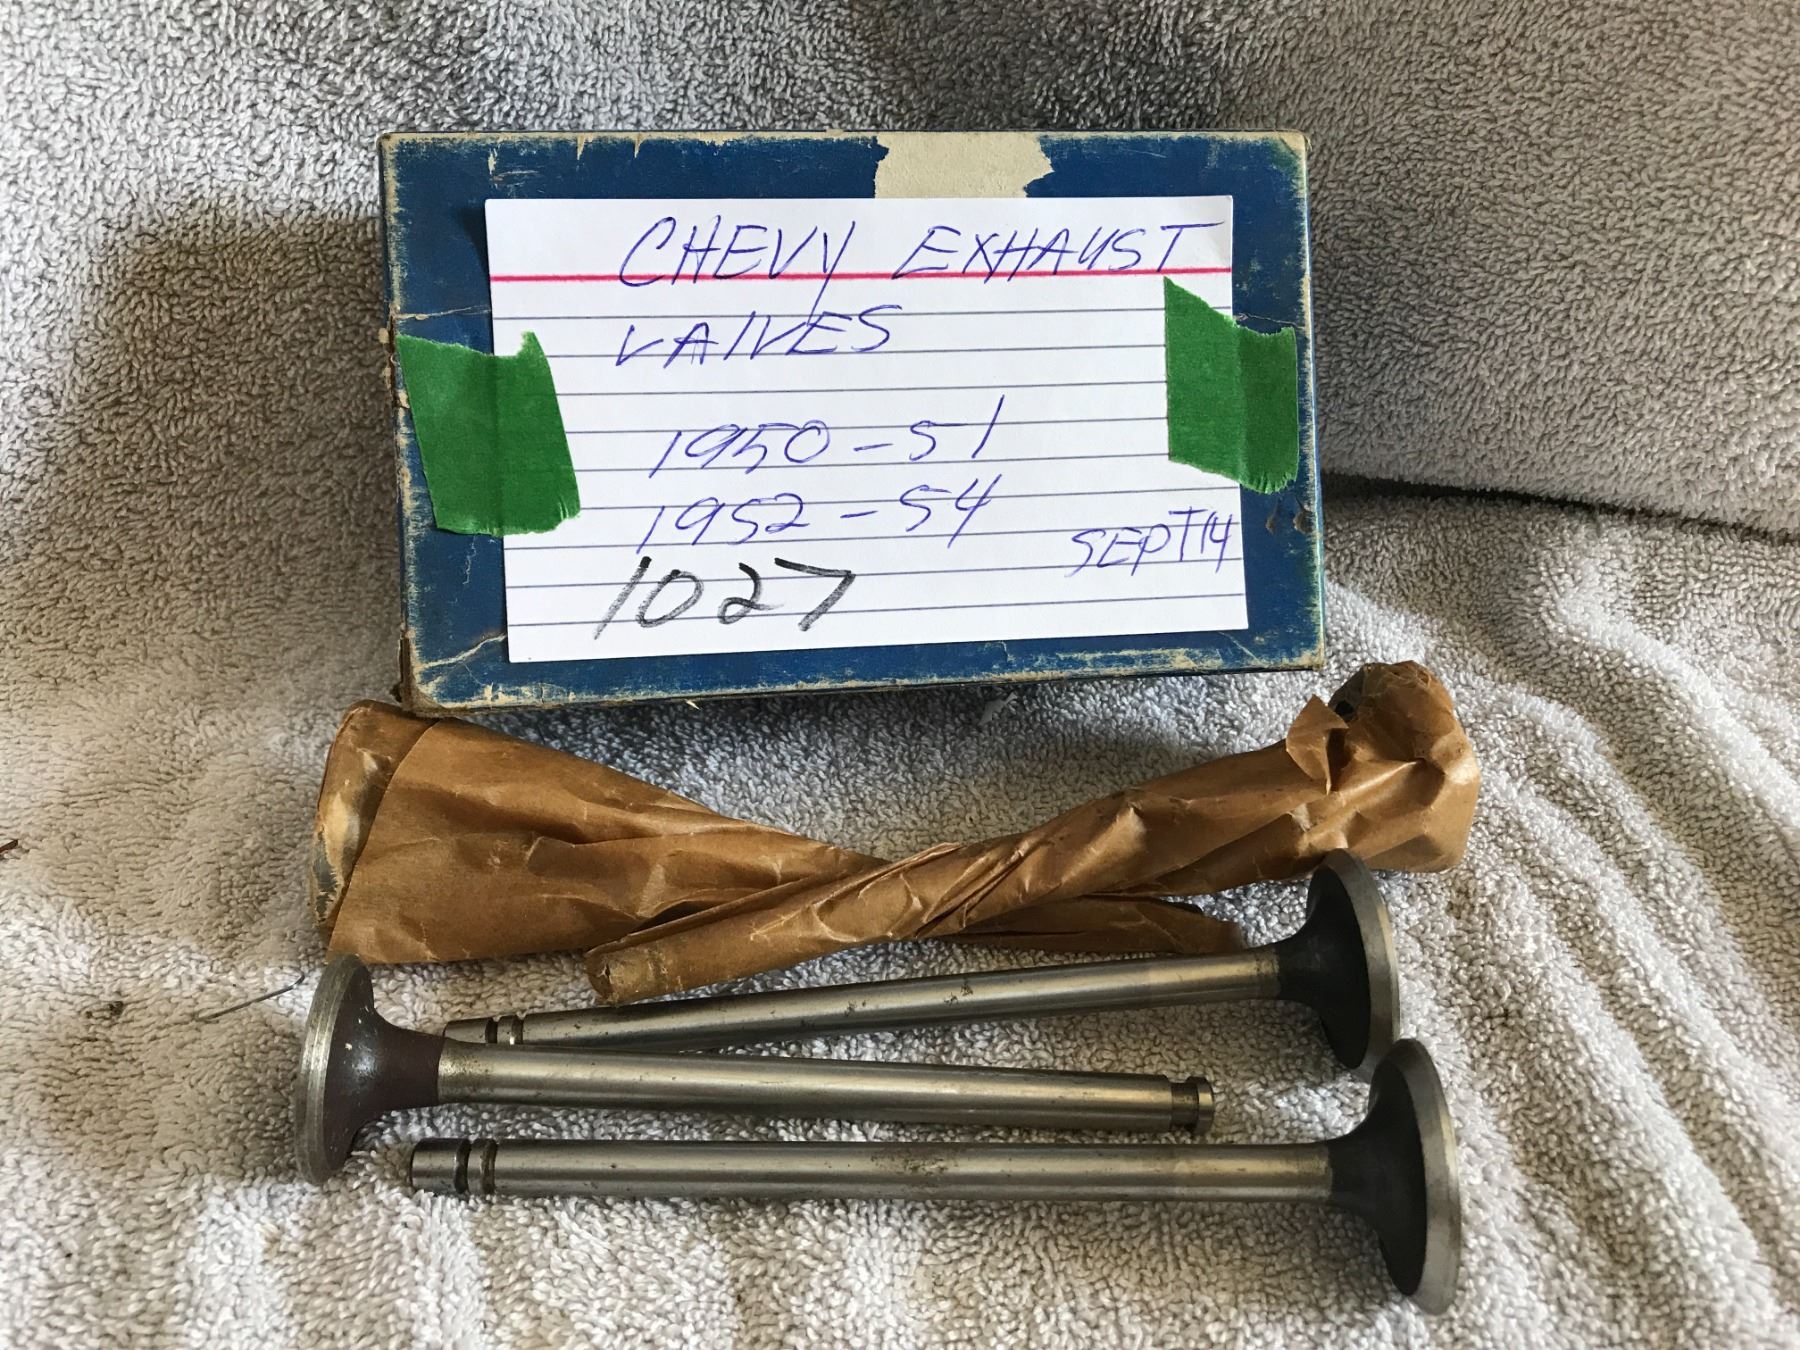 CHEVY EXHAUST
VALVES
1950-51
1952-54
SEPT14
1027